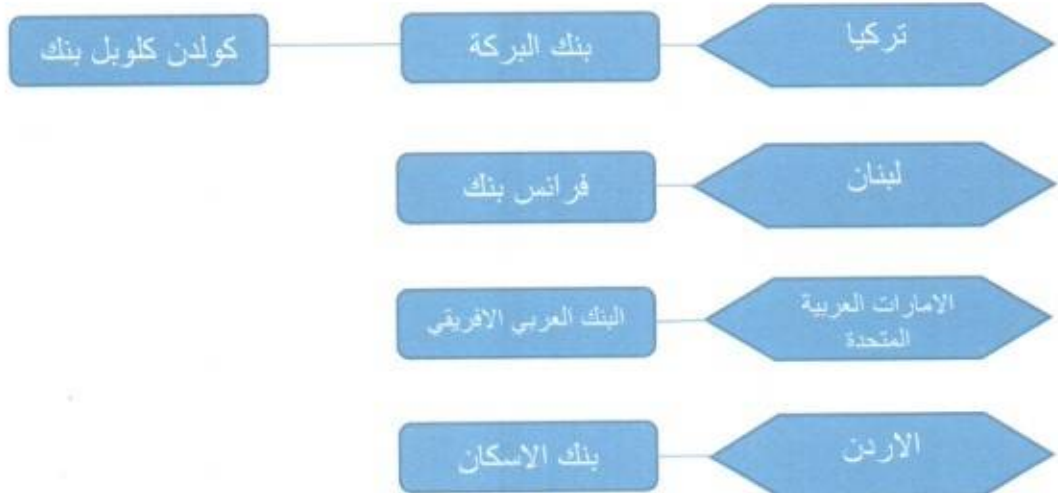 تركيا
بنك البركة
كولدن كلوبل بنك
لبنان
فرانس بنك
الامارات العربية
المتحدة
البنك العربي الافريقي
الاردن
بنك الاسكان